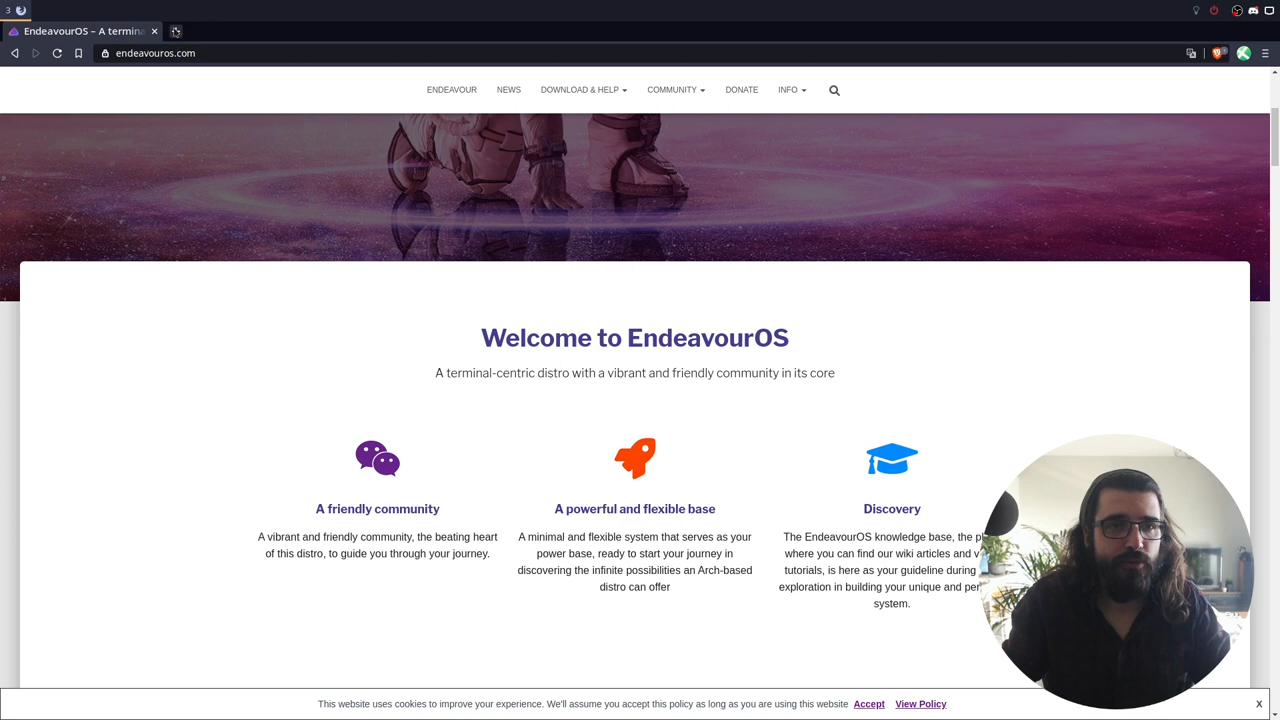 3
EndeavourOS – A termina
endeavouros.com
ENDEAVOUR NEWS DOWNLOAD & HELP COMMUNITY DONATE INFO
Welcome to EndeavourOS
A terminal-centric distro with a vibrant and friendly community in its core
A friendly community
A vibrant and friendly community, the beating heart
of this distro, to guide you through your journey.
A powerful and flexible base
A minimal and flexible system that serves as your
power base, ready to start your journey in
discovering the infinite possibilities an Arch-based
distro can offer
Discovery
The EndeavourOS knowledge base, the
where you can find our wiki articles and
tutorials, is here as your guideline during
exploration in building your unique and
system.
This website uses cookies to improve your experience. We'll assume you accept this policy as long as you are using this website Accept View Policy X